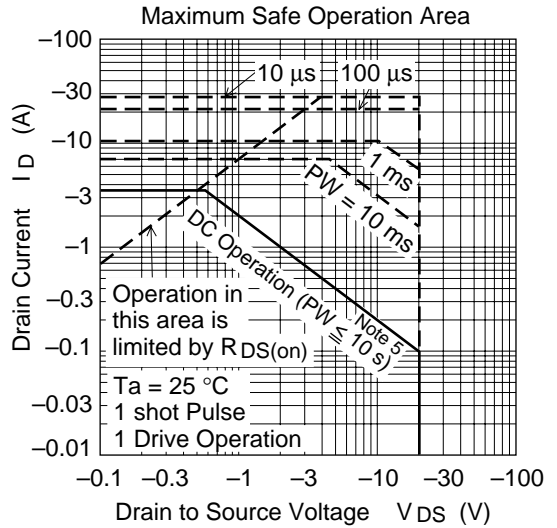 Maximum Safe Operation Area
Drain Current I D (A)
–100
–30
–10
–3
–1
–0.3
–0.1
–0.03
–0.01
10 μs
100 μs
1 ms
PW = 10 ms
DC Operation (PW ≦ 10 s)
Note 5
Operation in
this area is
limited by R DS(on)
Ta = 25 °C
1 shot Pulse
1 Drive Operation
–0.1 –0.3 –1 –3 –10 –30 –100
Drain to Source Voltage V DS (V)